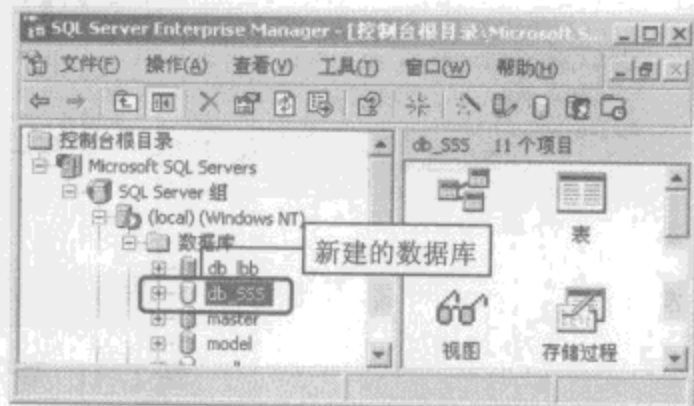 SQL Server Enterprise Manager - [控制台根目录\Microsoft S...
文件(F) 操作(A) 查看(V) 工具(T) 窗口(W) 帮助(H)
控制台根目录
Microsoft SQL Servers
SQL Server 组
(local) (Windows NT)
数据库
db_lbb
db_SSS
master
model
新建的数据库
db_SSS 11 个项目
表
视图
存储过程